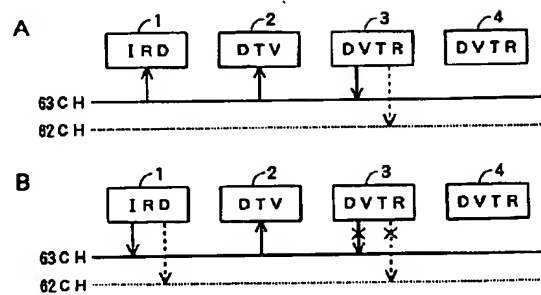 A
1 2 3 4
IRD DTV DVTR DVTR
63CH
62CH
B
1 2 3 4
IRD DTV DVTR DVTR
63CH
62CH